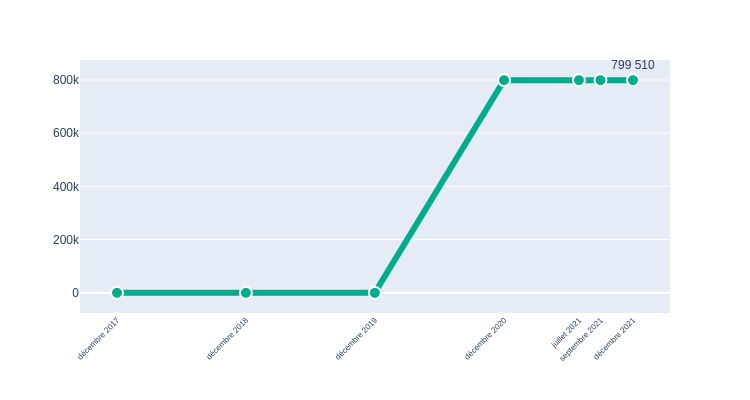 799 510
800k
600k
400k
200k
0
décembre 2017
décembre 2018
décembre 2019
décembre 2020
juillet 2021
septembre 2021
décembre 2021